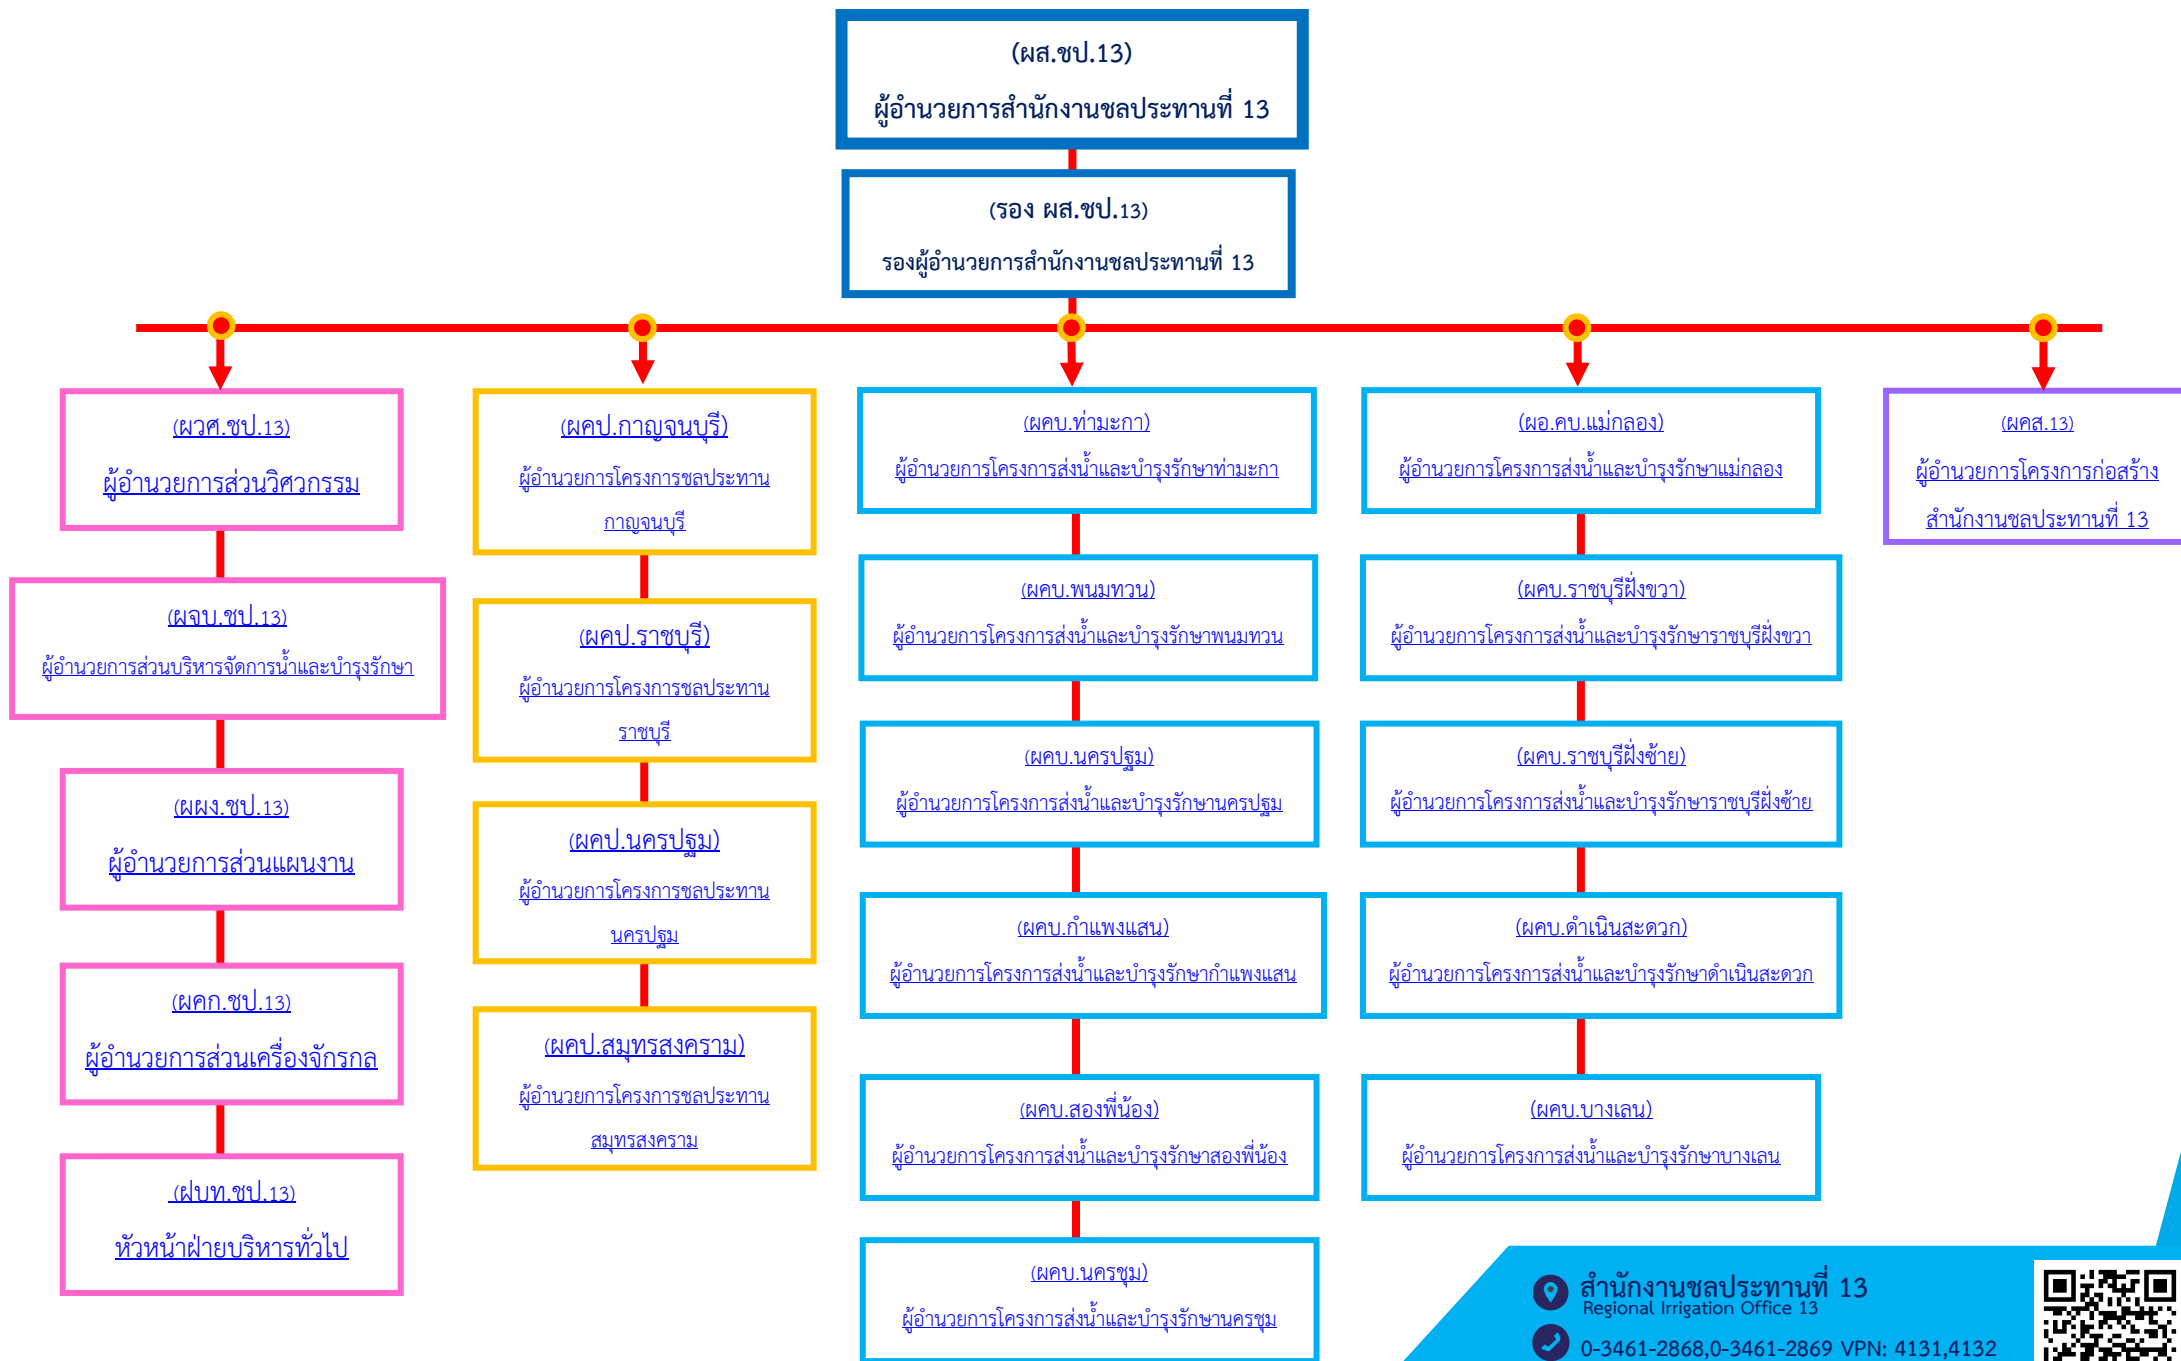 (ผส.ชป.13)
ผู้อำนวยการสำนักงานชลประทานที่ 13
(รอง ผส.ชป.13)
รองผู้อำนวยการสำนักงานชลประทานที่ 13
(ผวศ.ชป.13)
ผู้อำนวยการส่วนวิศวกรรม
(ผจบ.ชป.13)
ผู้อำนวยการส่วนบริหารจัดการน้ำและบำรุงรักษา
(ผผง.ชป.13)
ผู้อำนวยการส่วนแผนงาน
(ผคก.ชป.13)
ผู้อำนวยการส่วนเครื่องจักรกล
(ฝบท.ชป.13)
หัวหน้าฝ่ายบริหารทั่วไป
(ผคป.กาญจนบุรี)
ผู้อำนวยการโครงการชลประทาน
กาญจนบุรี
(ผคป.ราชบุรี)
ผู้อำนวยการโครงการชลประทาน
ราชบุรี
(ผคป.นครปฐม)
ผู้อำนวยการโครงการชลประทาน
นครปฐม
(ผคป.สมุทรสงคราม)
ผู้อำนวยการโครงการชลประทาน
สมุทรสงคราม
(ผคบ.ท่ามะกา)
ผู้อำนวยการโครงการส่งน้ำและบำรุงรักษาท่ามะกา
(ผคบ.พนมทวน)
ผู้อำนวยการโครงการส่งน้ำและบำรุงรักษาพนมทวน
(ผคบ.นครปฐม)
ผู้อำนวยการโครงการส่งน้ำและบำรุงรักษานครปฐม
(ผคบ.กำแพงแสน)
ผู้อำนวยการโครงการส่งน้ำและบำรุงรักษากำแพงแสน
(ผคบ.สองพี่น้อง)
ผู้อำนวยการโครงการส่งน้ำและบำรุงรักษาสองพี่น้อง
(ผคบ.นครชุม)
ผู้อำนวยการโครงการส่งน้ำและบำรุงรักษานครชุม
(ผอ.คบ.แม่กลอง)
ผู้อำนวยการโครงการส่งน้ำและบำรุงรักษาแม่กลอง
(ผคบ.ราชบุรีฝั่งขวา)
ผู้อำนวยการโครงการส่งน้ำและบำรุงรักษาราชบุรีฝั่งขวา
(ผคบ.ราชบุรีฝั่งซ้าย)
ผู้อำนวยการโครงการส่งน้ำและบำรุงรักษาราชบุรีฝั่งซ้าย
(ผคบ.ดำเนินสะดวก)
ผู้อำนวยการโครงการส่งน้ำและบำรุงรักษาดำเนินสะดวก
(ผคบ.บางเลน)
ผู้อำนวยการโครงการส่งน้ำและบำรุงรักษาบางเลน
(ผคส.13)
ผู้อำนวยการโครงการก่อสร้าง
สำนักงานชลประทานที่ 13
สำนักงานชลประทานที่ 13
Regional Irrigation Office 13
0-3461-2868,0-3461-2869 VPN: 4131,4132